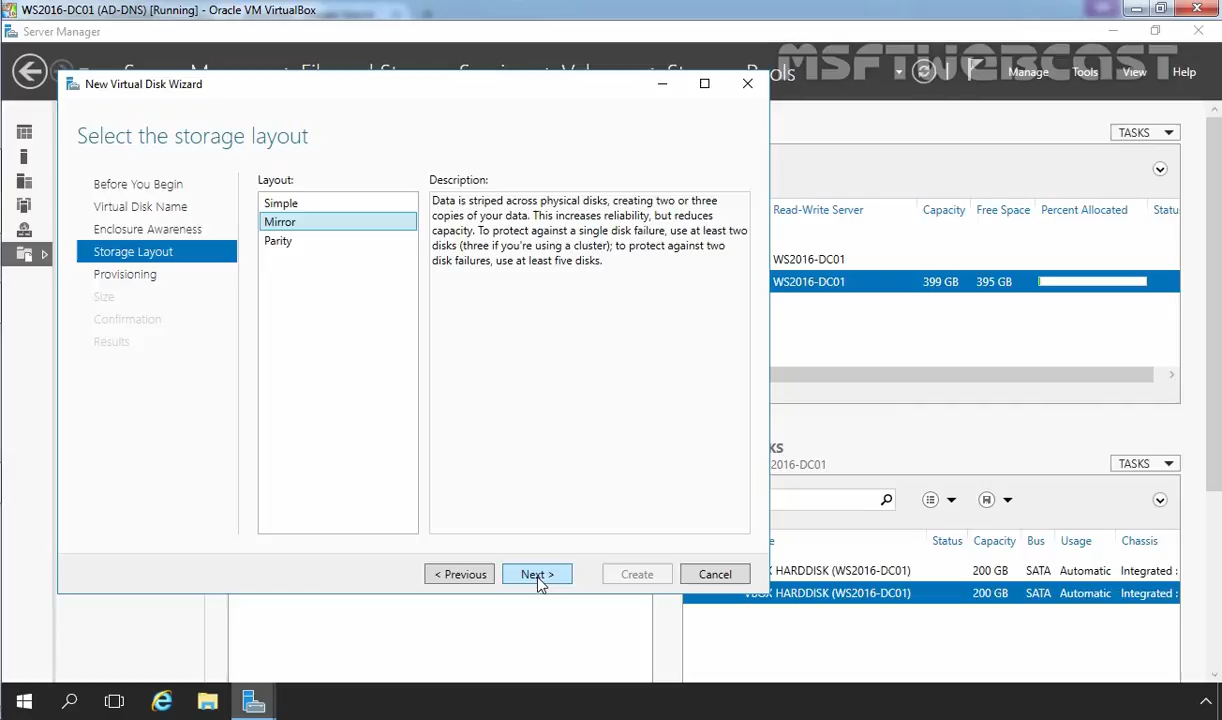 WS2016-DC01 (AD-DNS) [Running] - Oracle VM VirtualBox
Server Manager
MSFTWEBCAST
Manage
Tools
View
Help
New Virtual Disk Wizard
Select the storage layout
Before You Begin
Virtual Disk Name
Enclosure Awareness
Storage Layout
Provisioning
Size
Confirmation
Results
Layout:
Simple
Mirror
Parity
Description:
Data is striped across physical disks, creating two or three
copies of your data. This increases reliability, but reduces
capacity. To protect against a single disk failure, use at least two
disks (three if you're using a cluster); to protect against two
disk failures, use at least five disks.
< Previous
Next >
Create
Cancel
TASKS
Read-Write Server Capacity Free Space Percent Allocated Statu
WS2016-DC01
WS2016-DC01 399 GB 395 GB
KS
2016-DC01
TASKS
e Status Capacity Bus Usage Chassis
X HARDDISK (WS2016-DC01) 200 GB SATA Automatic Integrated :
VBOX HARDDISK (WS2016-DC01) 200 GB SATA Automatic Integrated :